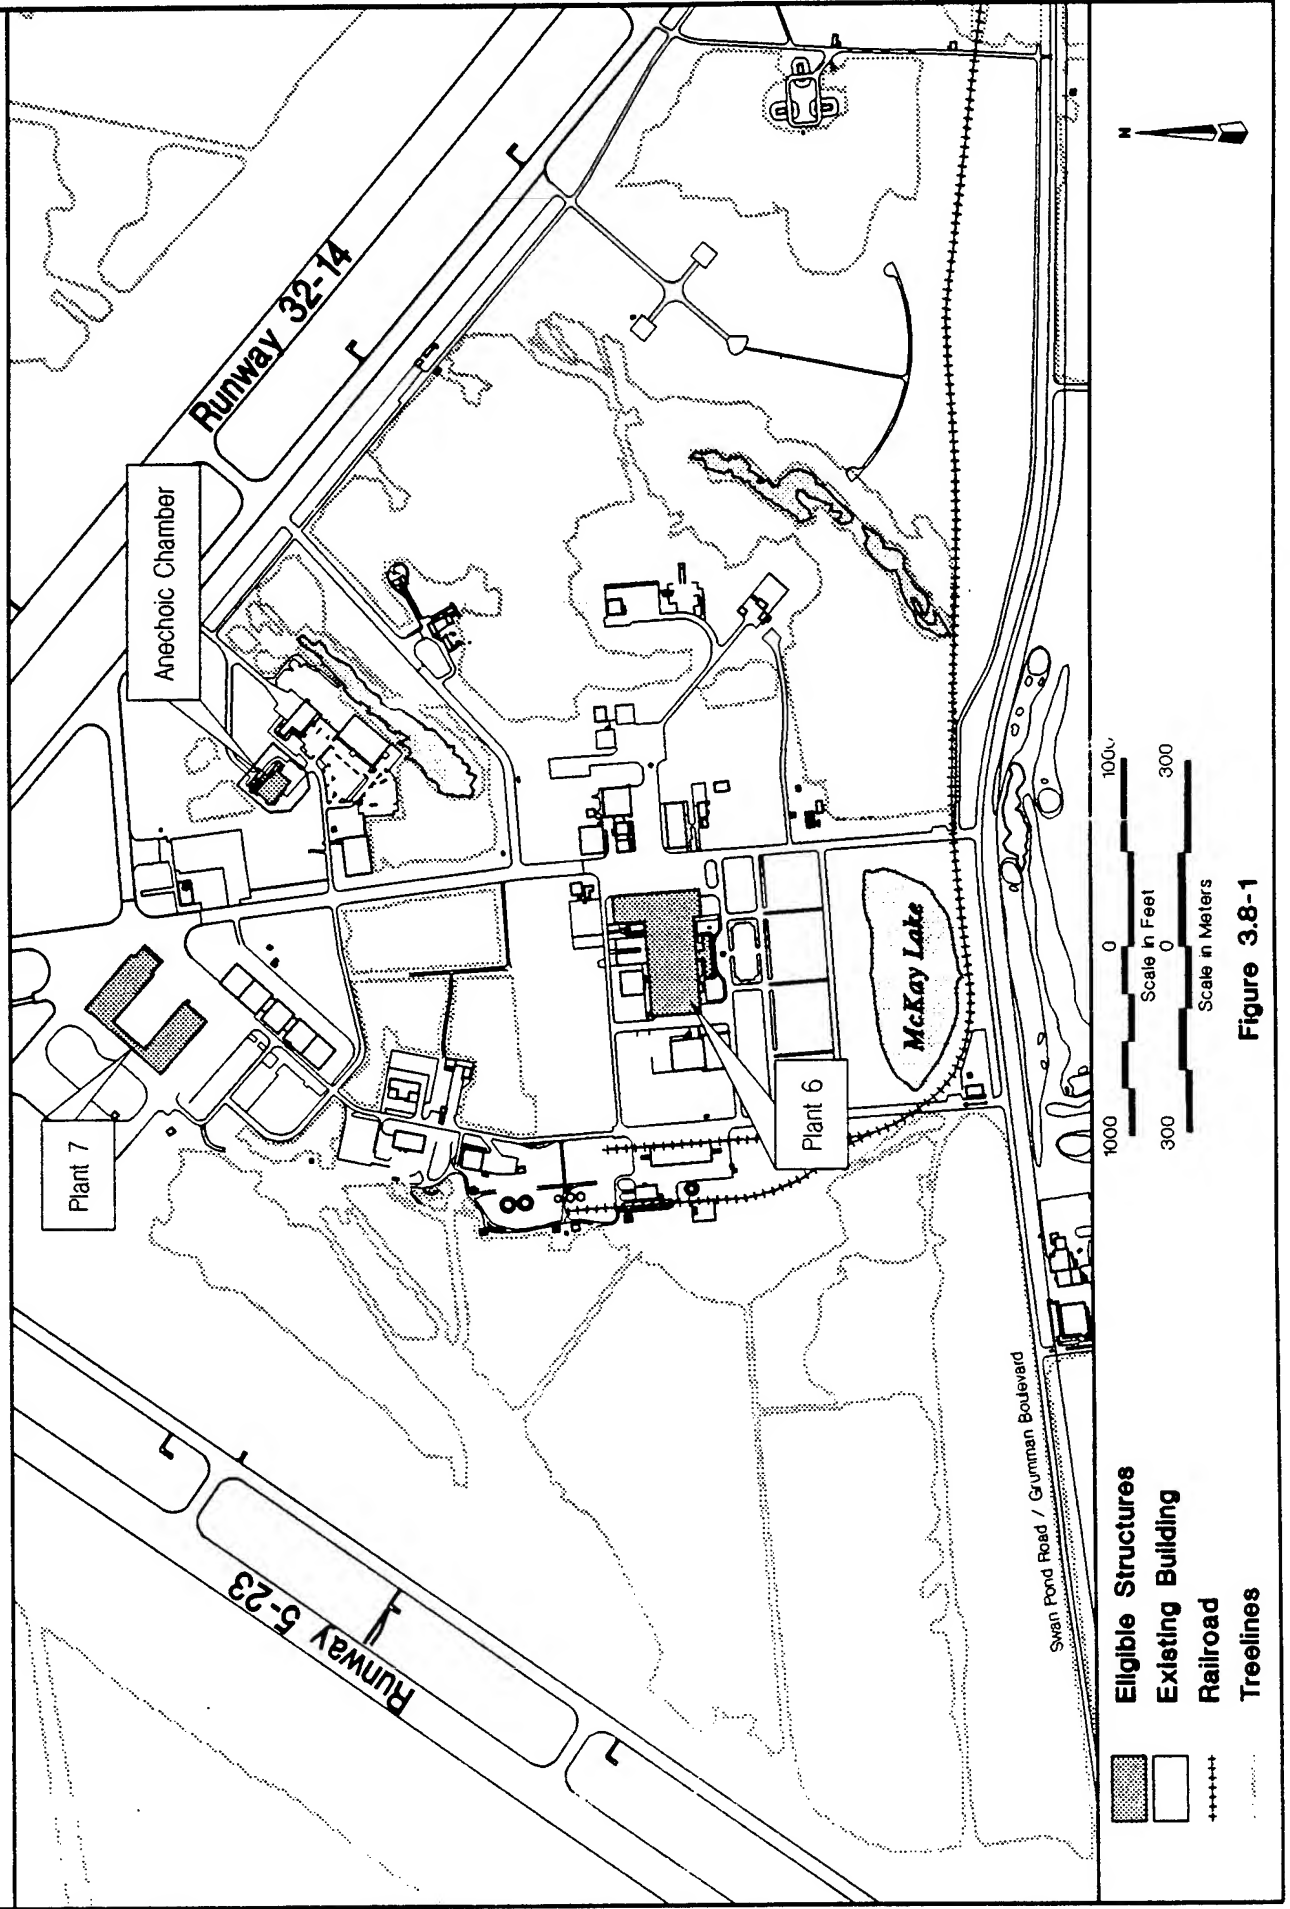 Runway 5-23
Runway 32-14
Plant 7
Anechoic Chamber
Plant 6
McKay Lake
Swan Pond Road / Grumman Boulevard
N
Eligible Structures
Existing Building
Railroad
Treelines
1000 0 1000
Scale in Feet
300 0 300
Scale in Meters
Figure 3.8-1